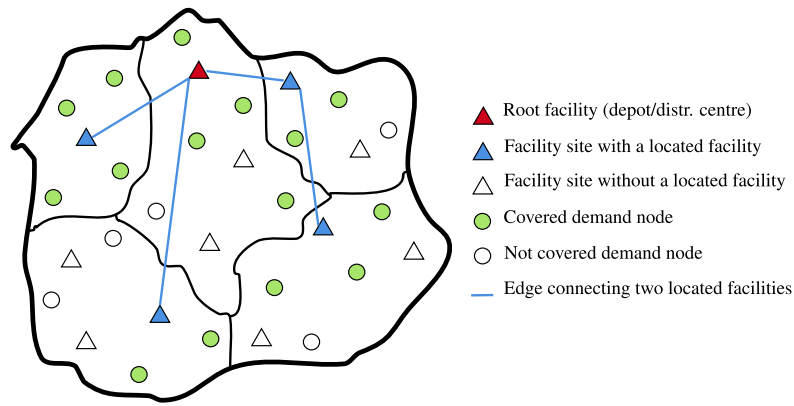 Root facility (depot/distr. centre)
Facility site with a located facility
Facility site without a located facility
Covered demand node
Not covered demand node
Edge connecting two located facilities